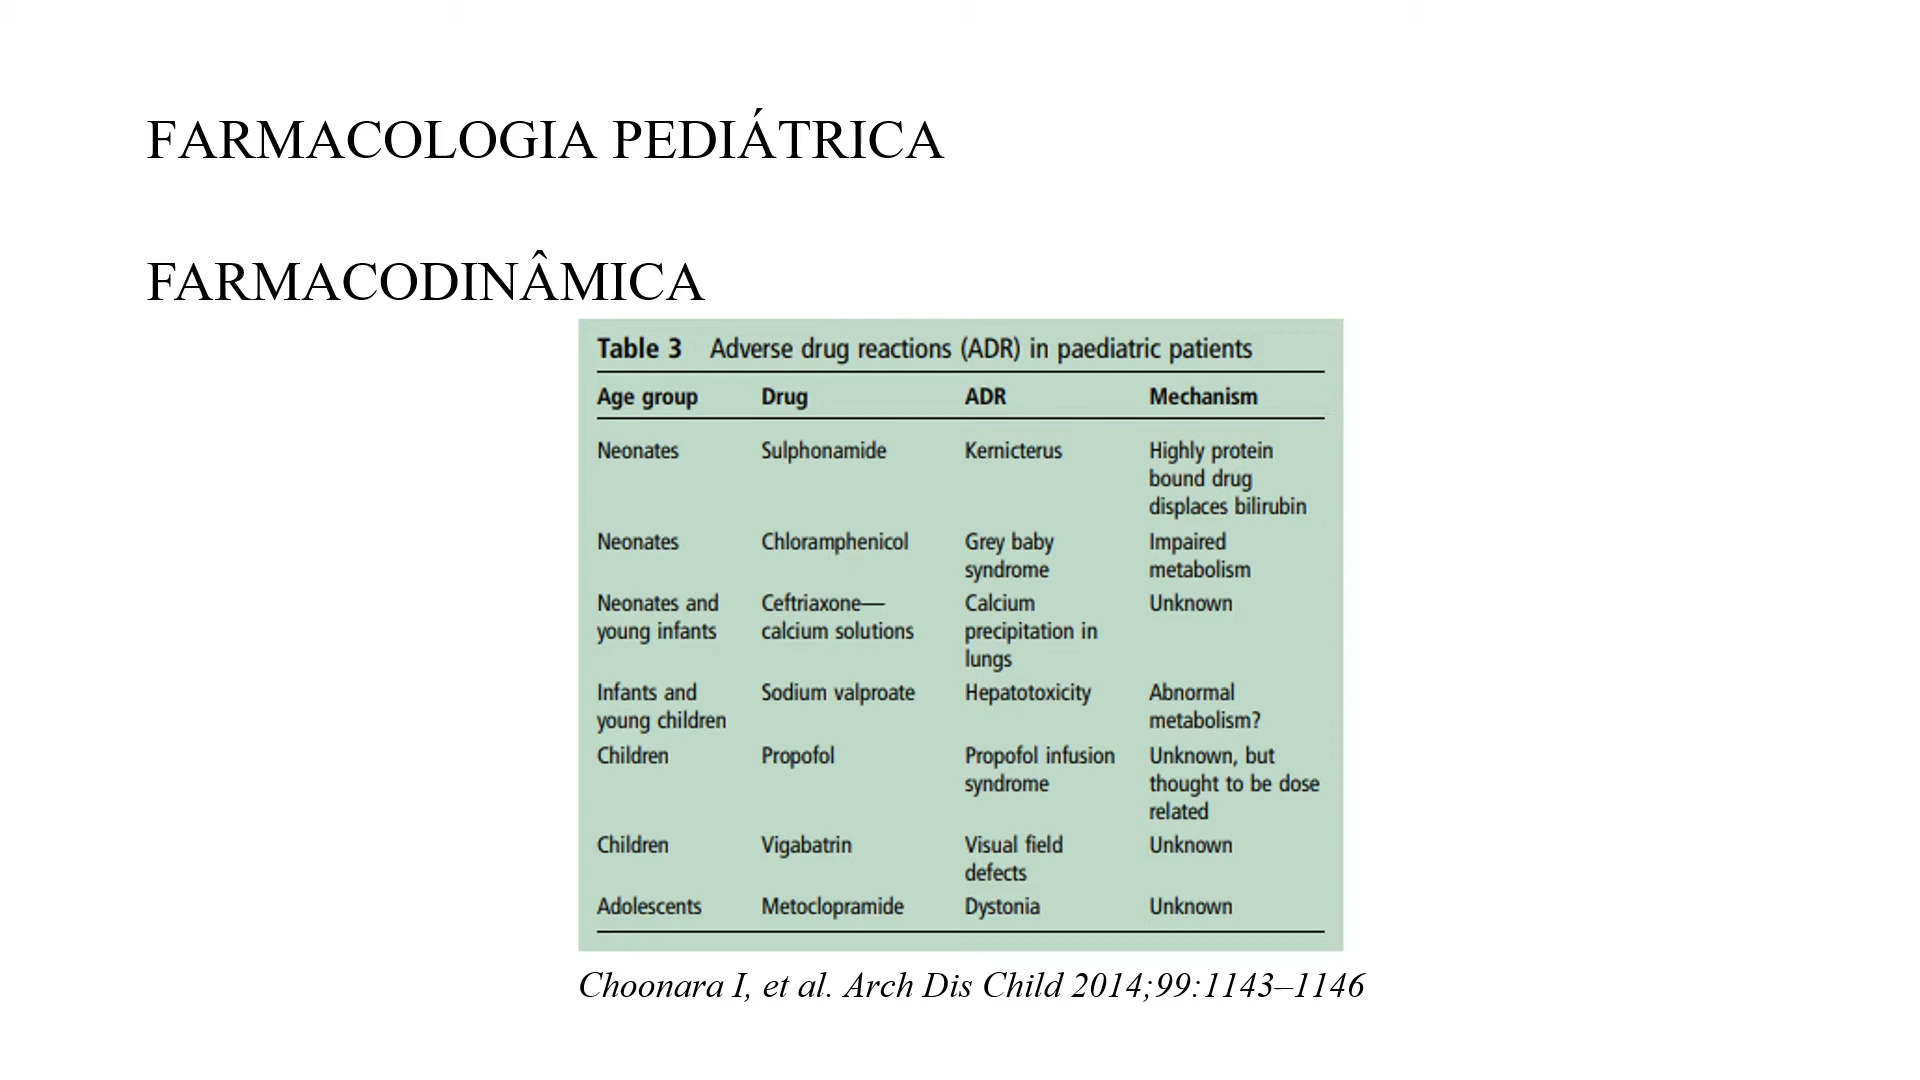 FARMACOLOGIA PEDIÁTRICA
FARMACODINÂMICA
Table 3 Adverse drug reactions (ADR) in paediatric patients
Age group Drug ADR Mechanism
Neonates Sulphonamide Kernicterus Highly protein
bound drug
displaces bilirubin
Neonates Chloramphenicol Grey baby Impaired
syndrome metabolism
Neonates and Ceftriaxone— Calcium Unknown
young infants calcium solutions precipitation in
lungs
Infants and Sodium valproate Hepatotoxicity Abnormal
young children metabolism?
Children Propofol Propofol infusion Unknown, but
syndrome thought to be dose
related
Children Vigabatrin Visual field Unknown
defects
Adolescents Metoclopramide Dystonia Unknown
Choonara I, et al. Arch Dis Child 2014;99:1143–1146